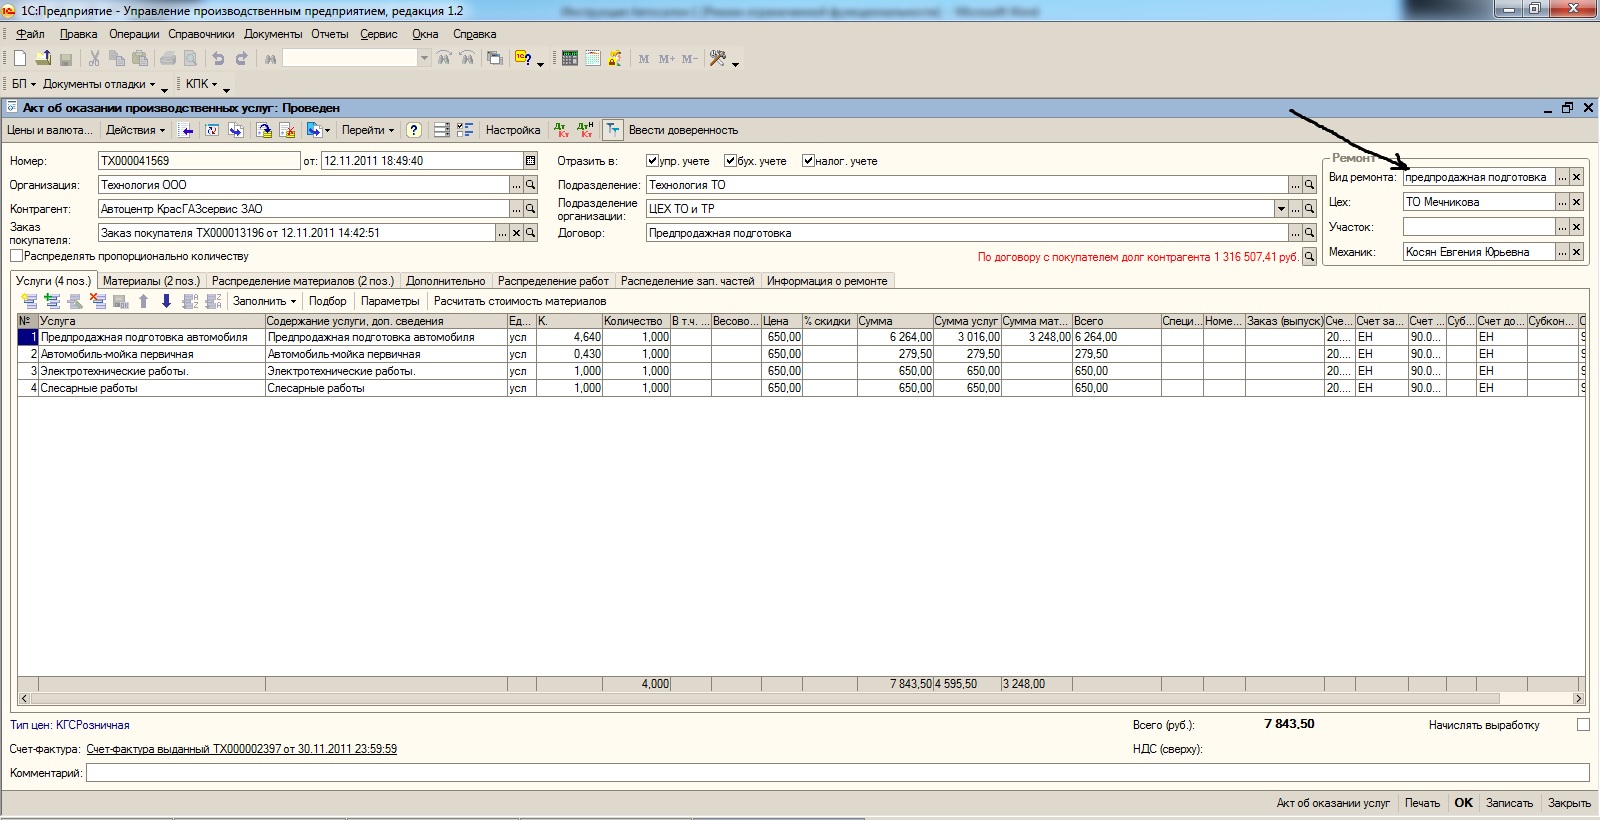 1С:Предприятие - Управление производственным предприятием, редакция 1.2
Файл Правка Операции Справочники Документы Отчеты Сервис Окна Справка
M M+ M-
БП Документы отладки КПК
Акт об оказании производственных услуг: Проведен
Цены и валюта... Действия Перейти ? Настройка Ввести доверенность
Номер: ТХ000041569 от: 12.11.2011 18:49:40 Отразить в: упр. учете бух. учете налог. учете
Ремонт
Организация: Технология ООО Подразделение: Технология ТО Вид ремонта: предпродажная подготовка
Контрагент: Автоцентр КрасГАЗсервис ЗАО Подразделение организации: ЦЕХ ТО и ТР Цех: ТО Мечникова
Заказ покупателя: Заказ покупателя ТХ000013196 от 12.11.2011 14:42:51 Договор: Предпродажная подготовка Участок:
Распределять пропорционально количеству По договору с покупателем долг контрагента 1 316 507,41 руб. Механик: Косян Евгения Юрьевна
Услуги (4 поз.) Материалы (2 поз.) Распределение материалов (2 поз.) Дополнительно Распределение работ Распеделение зап. частей Информация о ремонте
Заполнить Подбор Параметры Расчитать стоимость материалов
№ Услуга Содержание услуги, доп. сведения Ед... К. Количество В т.ч. ... Весово... Цена % скидки Сумма Сумма услуг Сумма мат... Всего Специ... Номе... Заказ (выпуск) Сче... Счет за... Счет ... Суб... Счет до... Субкон...
1 Предпродажная подготовка автомобиля Предпродажная подготовка автомобиля усл 4,640 1,000 650,00 6 264,00 3 016,00 3 248,00 6 264,00 20.... ЕН 90.0... ЕН
2 Автомобиль-мойка первичная Автомобиль-мойка первичная усл 0,430 1,000 650,00 279,50 279,50 279,50 20.... ЕН 90.0... ЕН
3 Электротехнические работы. Электротехнические работы. усл 1,000 1,000 650,00 650,00 650,00 650,00 20.... ЕН 90.0... ЕН
4 Слесарные работы Слесарные работы усл 1,000 1,000 650,00 650,00 650,00 650,00 20.... ЕН 90.0... ЕН
4,000 7 843,50 4 595,50 3 248,00
Тип цен: КГСРозничная Всего (руб.): 7 843,50 Начислять выработку
Счет-фактура: Счет-фактура выданный ТХ000002397 от 30.11.2011 23:59:59 НДС (сверху):
Комментарий:
Акт об оказании услуг Печать OK Записать Закрыть